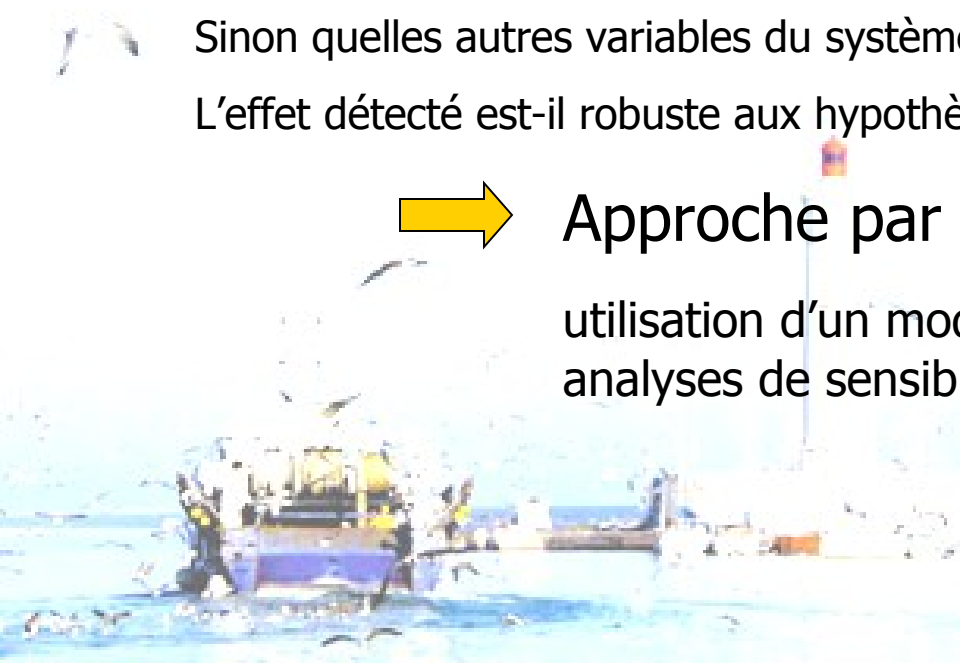 Sinon quelles autres variables du système
L’effet détecté est-il robuste aux hypothè
Approche par
utilisation d’un mod
analyses de sensib